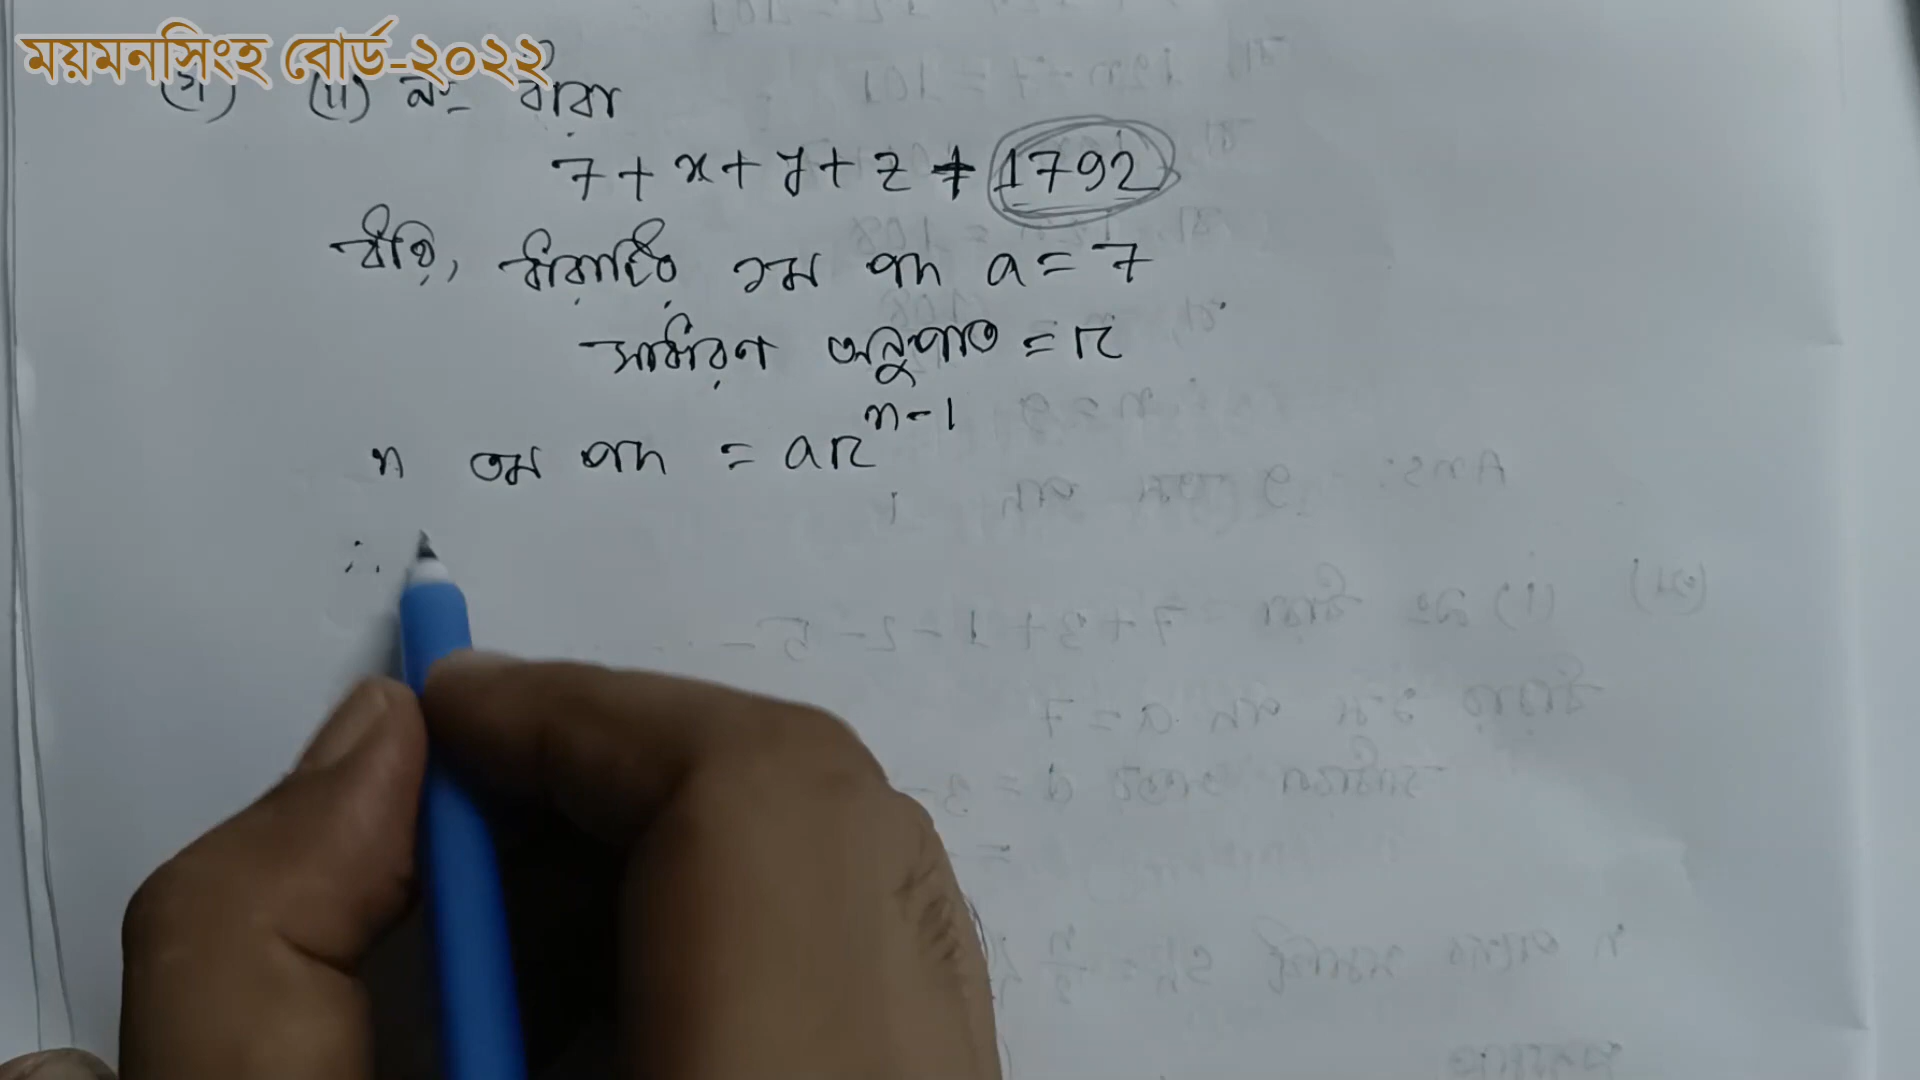 ময়মনসিংহ বোর্ড-২০২২
(গ) (ii) নং ধারা
7 + x + y + z + 1792
ধরি, ধারাটির ১ম পদ a = 7
সাধারণ অনুপাত = r
n তম পদ = ar^{n-1}
∴